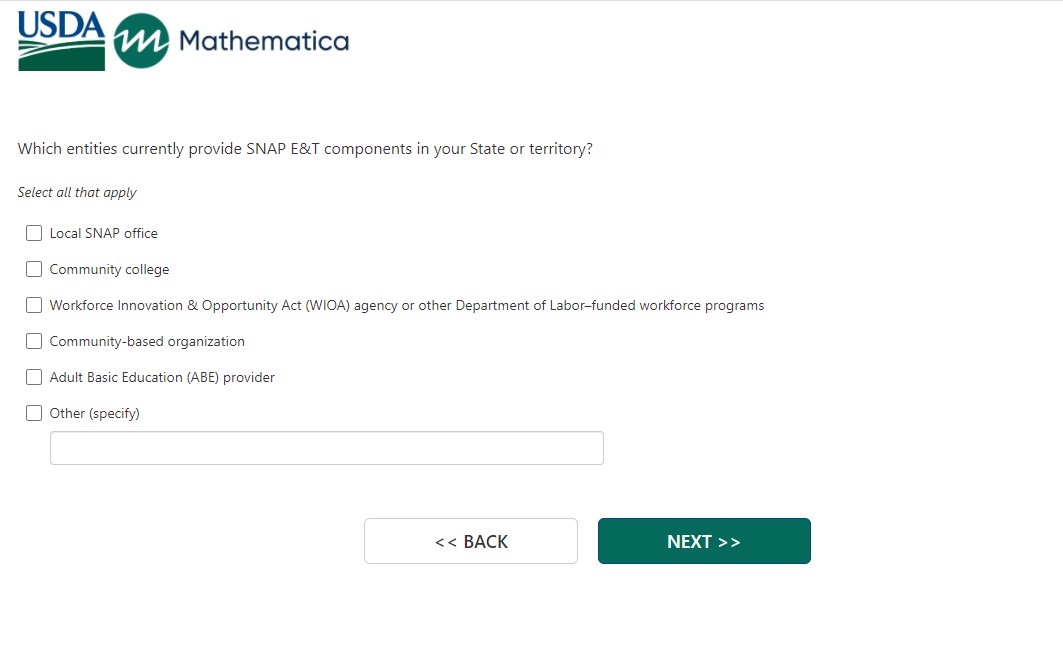 USDA Mathematica
Which entities currently provide SNAP E&T components in your State or territory?
Select all that apply
Local SNAP office
Community college
Workforce Innovation & Opportunity Act (WIOA) agency or other Department of Labor–funded workforce programs
Community-based organization
Adult Basic Education (ABE) provider
Other (specify)
<< BACK
NEXT >>